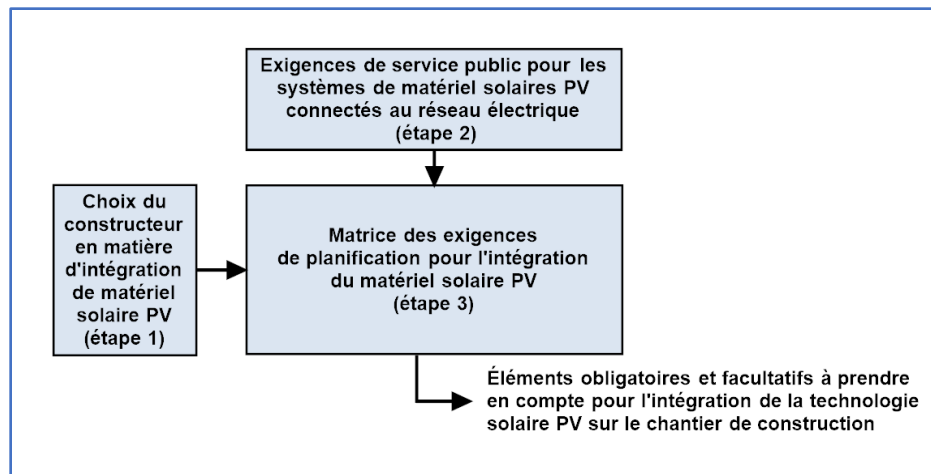 Exigences de service public pour les
systèmes de matériel solaires PV
connectés au réseau électrique
(étape 2)
Choix du
constructeur
en matière
d'intégration
de matériel
solaire PV
(étape 1)
Matrice des exigences
de planification pour l'intégration
du matériel solaire PV
(étape 3)
Éléments obligatoires et facultatifs à prendre
en compte pour l'intégration de la technologie
solaire PV sur le chantier de construction